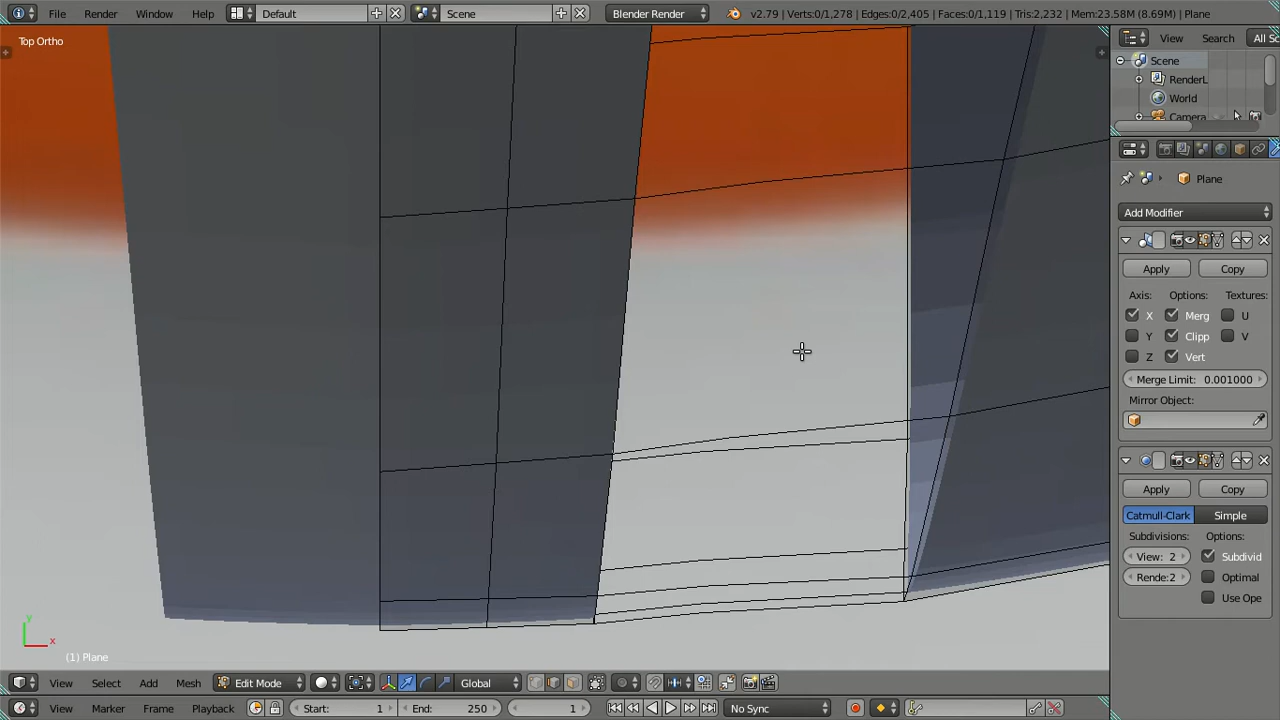 File Render Window Help Default Scene Blender Render v2.79 | Verts:0/1,278 | Edges:0/2,405 | Faces:0/1,119 | Tris:2,232 | Mem:23.58M (8.69M) | Plane
Top Ortho
View Search All Sc
Scene
RenderL
World
Camera
Plane
Add Modifier
Apply Copy
Axis: Options: Textures:
X Merg U
Y Clipp V
Z Vert
Merge Limit: 0.001000
Mirror Object:
Apply Copy
Catmull-Clark Simple
Subdivisions: Options:
View: 2 Subdivid
Rende:2 Optimal
Use Ope
y
x
(1) Plane
View Select Add Mesh Edit Mode Global
View Marker Frame Playback Start: 1 End: 250 1 No Sync